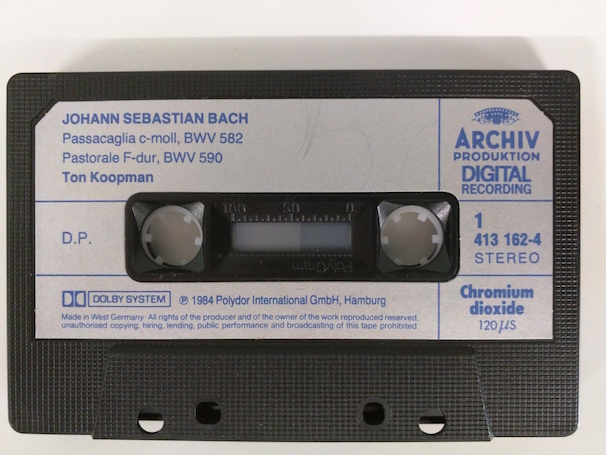 JOHANN SEBASTIAN BACH
Passacaglia c-moll, BWV 582
Pastorale F-dur, BWV 590
Ton Koopman
ARCHIV
PRODUKTION
DIGITAL
RECORDING
D.P.
100 50 0
PolyGram
1
413 162-4
STEREO
DOLBY SYSTEM ℗ 1984 Polydor International GmbH, Hamburg
Made in West Germany · All rights of the producer and of the owner of the work reproduced reserved,
unauthorised copying, hiring, lending, public performance and broadcasting of this tape prohibited.
Chromium
dioxide
120 µs